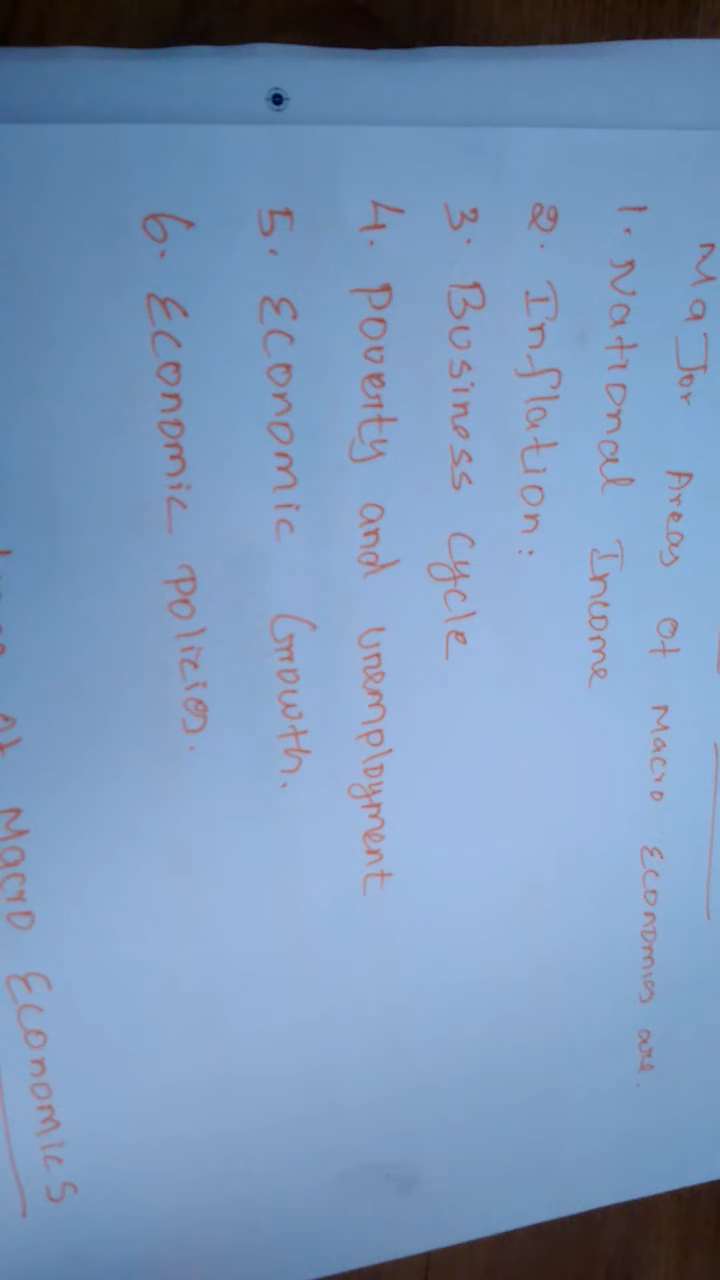 Major Areas of Macro Economics are.
1. National Income
2. Inflation:
3. Business cycle
4. Poverty and Unemployment
5. Economic Growth.
6. Economic policies.
of Macro Economics